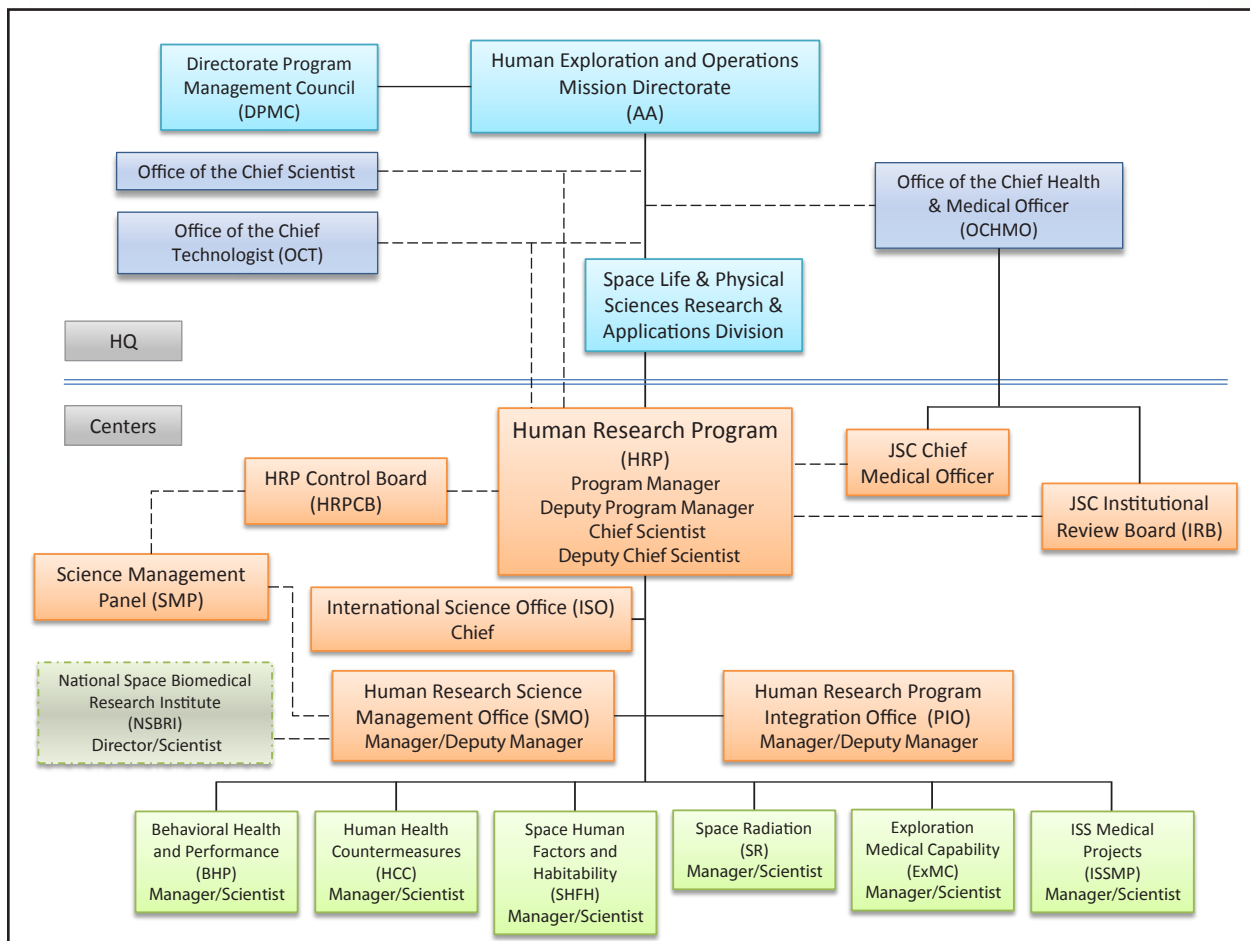 Directorate Program
Management Council
(DPMC)
Human Exploration and Operations
Mission Directorate
(AA)
Office of the Chief Scientist
Office of the Chief
Technologist (OCT)
Office of the Chief Health
& Medical Officer
(OCHMO)
Space Life & Physical
Sciences Research &
Applications Division
HQ
Centers
Human Research Program
(HRP)
Program Manager
Deputy Program Manager
Chief Scientist
Deputy Chief Scientist
JSC Chief
Medical Officer
HRP Control Board
(HRPCB)
JSC Institutional
Review Board (IRB)
Science Management
Panel (SMP)
International Science Office (ISO)
Chief
National Space Biomedical
Research Institute
(NSBRI)
Director/Scientist
Human Research Science
Management Office (SMO)
Manager/Deputy Manager
Human Research Program
Integration Office (PIO)
Manager/Deputy Manager
Behavioral Health
and Performance
(BHP)
Manager/Scientist
Human Health
Countermeasures
(HCC)
Manager/Scientist
Space Human
Factors and
Habitability
(SHFH)
Manager/Scientist
Space Radiation
(SR)
Manager/Scientist
Exploration
Medical Capability
(ExMC)
Manager/Scientist
ISS Medical
Projects
(ISSMP)
Manager/Scientist